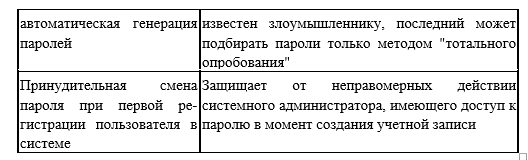 автоматическая генерация паролей
известен злоумышленнику, последний может
подбирать пароли только методом "тотального
опробования"
Принудительная смена
пароля при первой ре-
гистрации пользователя в
системе
Защищает от неправомерных действии
системного администратора, имеющего доступ к
паролю в момент создания учетной записи